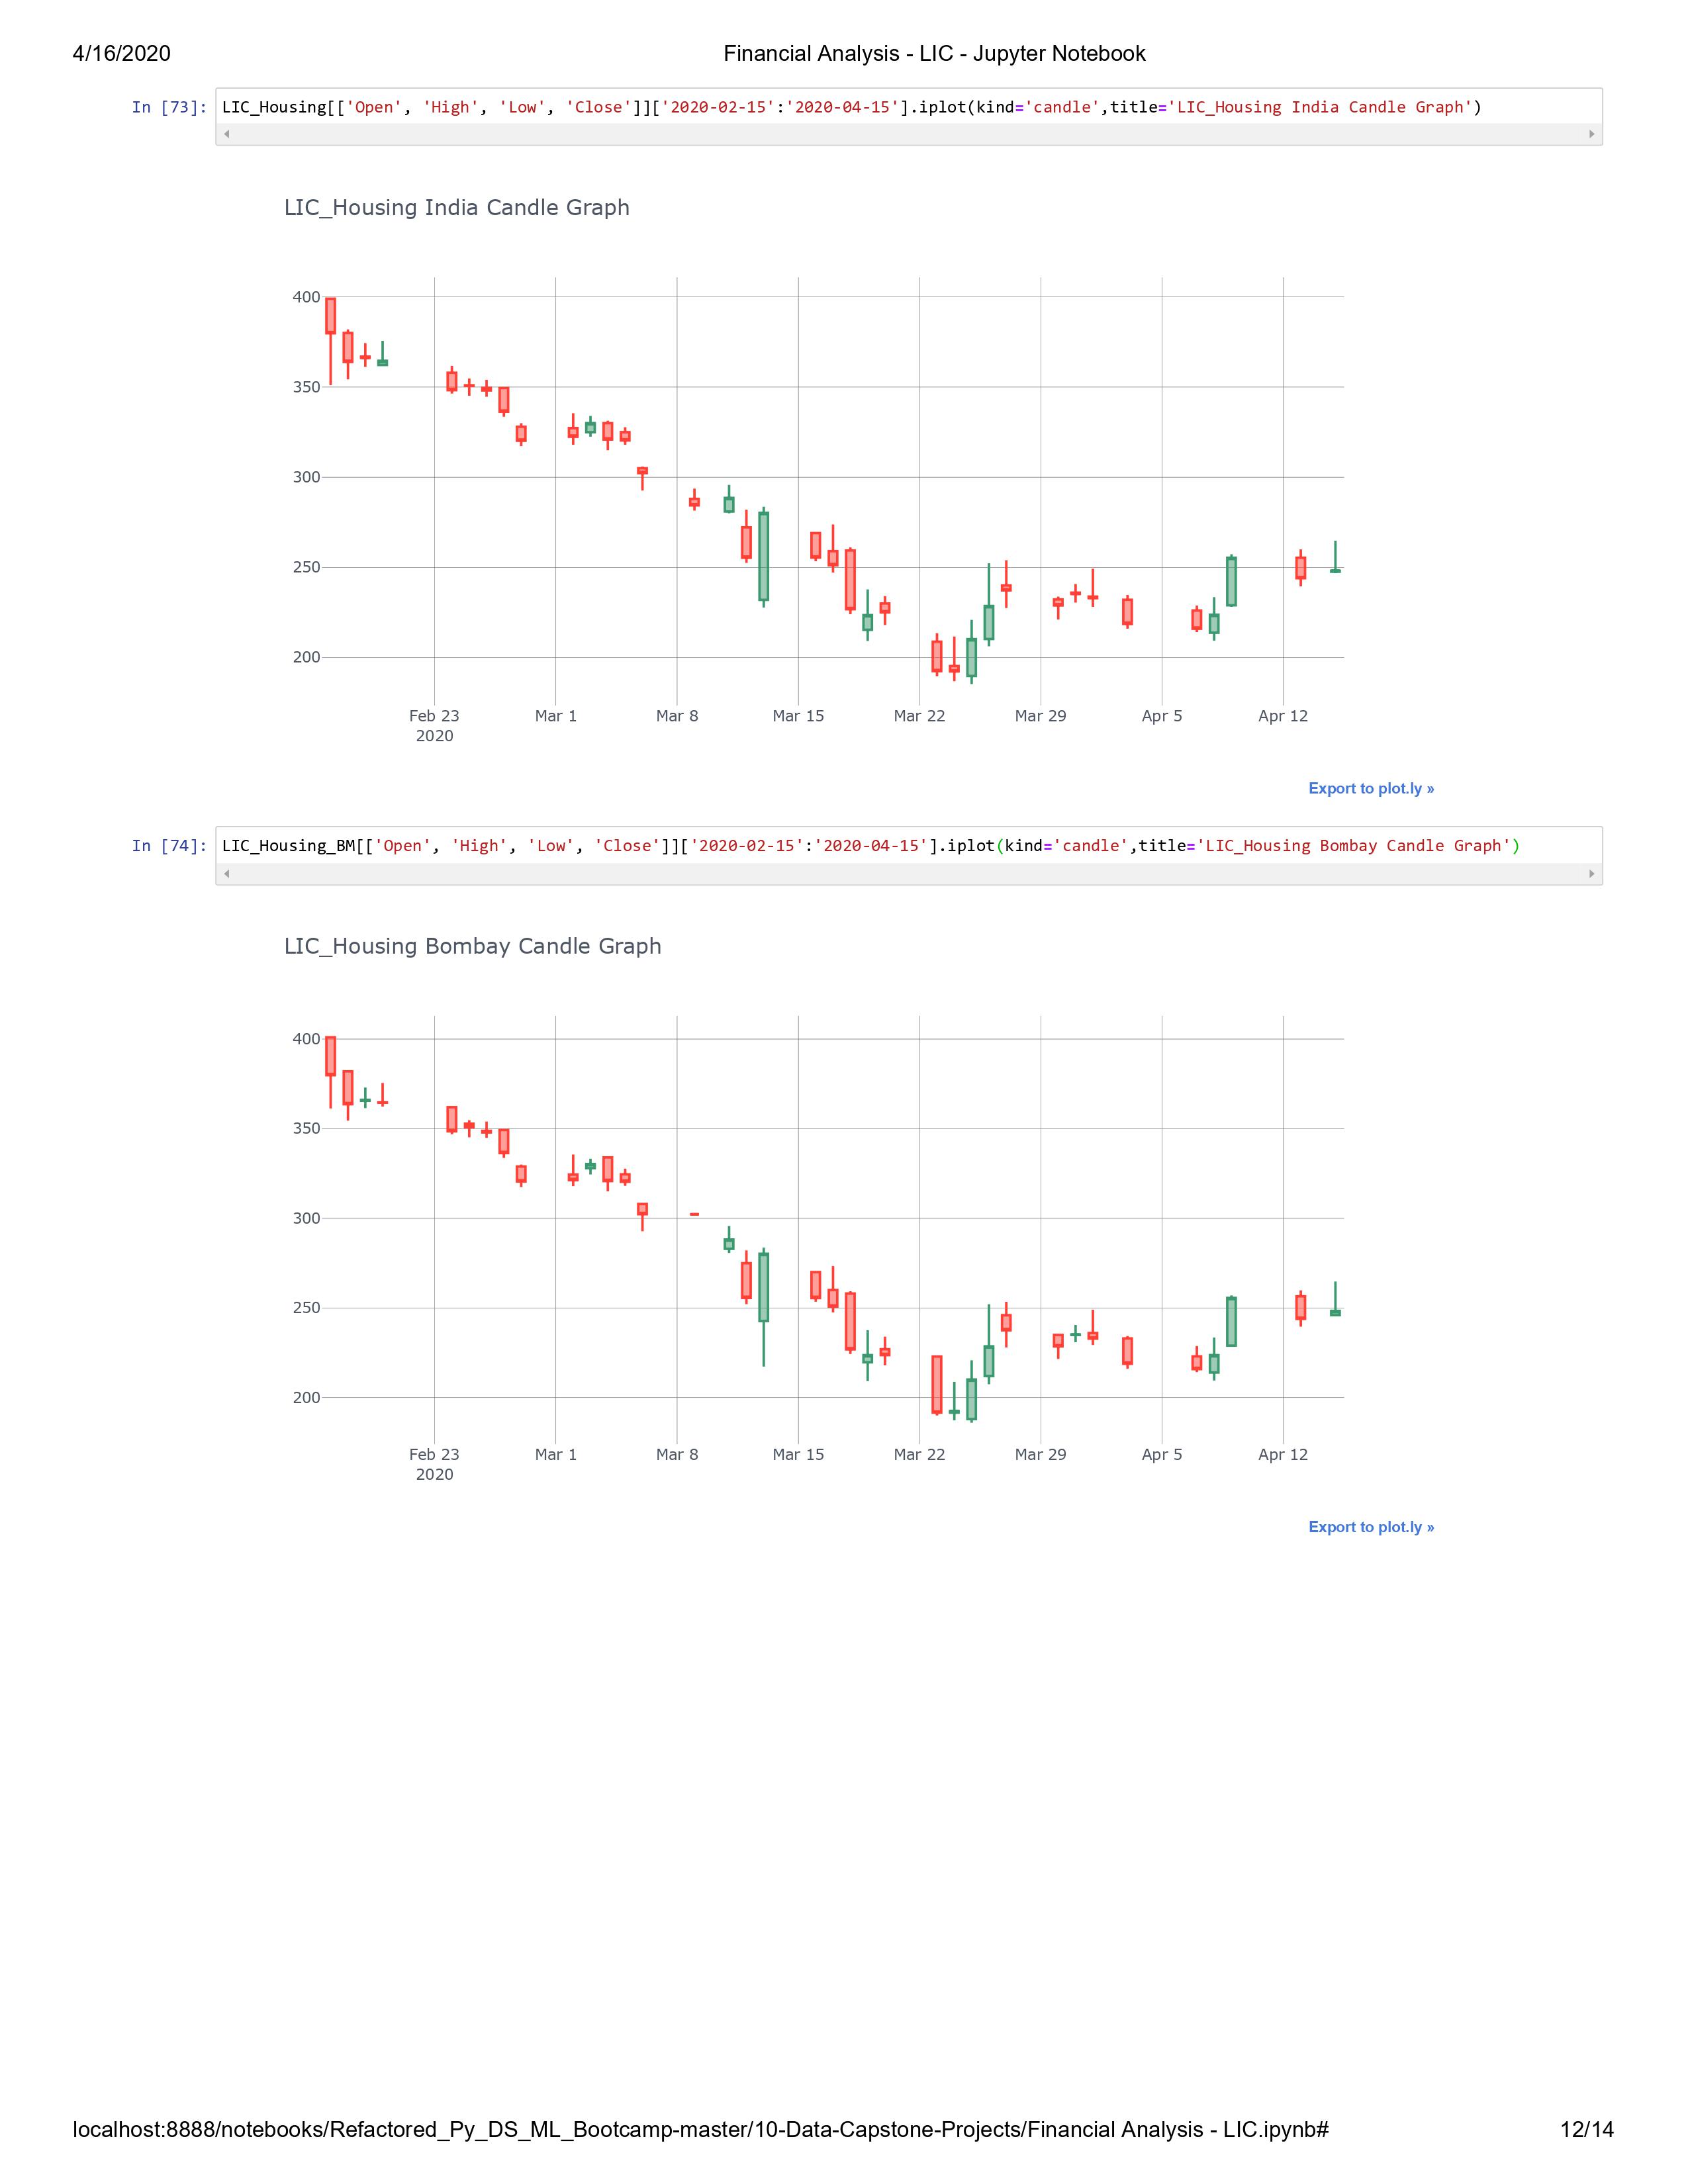 4/16/2020 Financial Analysis - LIC - Jupyter Notebook
In [73]: LIC_Housing[['Open', 'High', 'Low', 'Close']]['2020-02-15':'2020-04-15'].iplot(kind='candle',title='LIC_Housing India Candle Graph')
LIC_Housing India Candle Graph
400
350
300
250
200
Feb 23 Mar 1 Mar 8 Mar 15 Mar 22 Mar 29 Apr 5 Apr 12
2020
Export to plot.ly »
In [74]: LIC_Housing_BM[['Open', 'High', 'Low', 'Close']]['2020-02-15':'2020-04-15'].iplot(kind='candle',title='LIC_Housing Bombay Candle Graph')
LIC_Housing Bombay Candle Graph
400
350
300
250
200
Feb 23 Mar 1 Mar 8 Mar 15 Mar 22 Mar 29 Apr 5 Apr 12
2020
Export to plot.ly »
localhost:8888/notebooks/Refactored_Py_DS_ML_Bootcamp-master/10-Data-Capstone-Projects/Financial Analysis - LIC.ipynb# 12/14